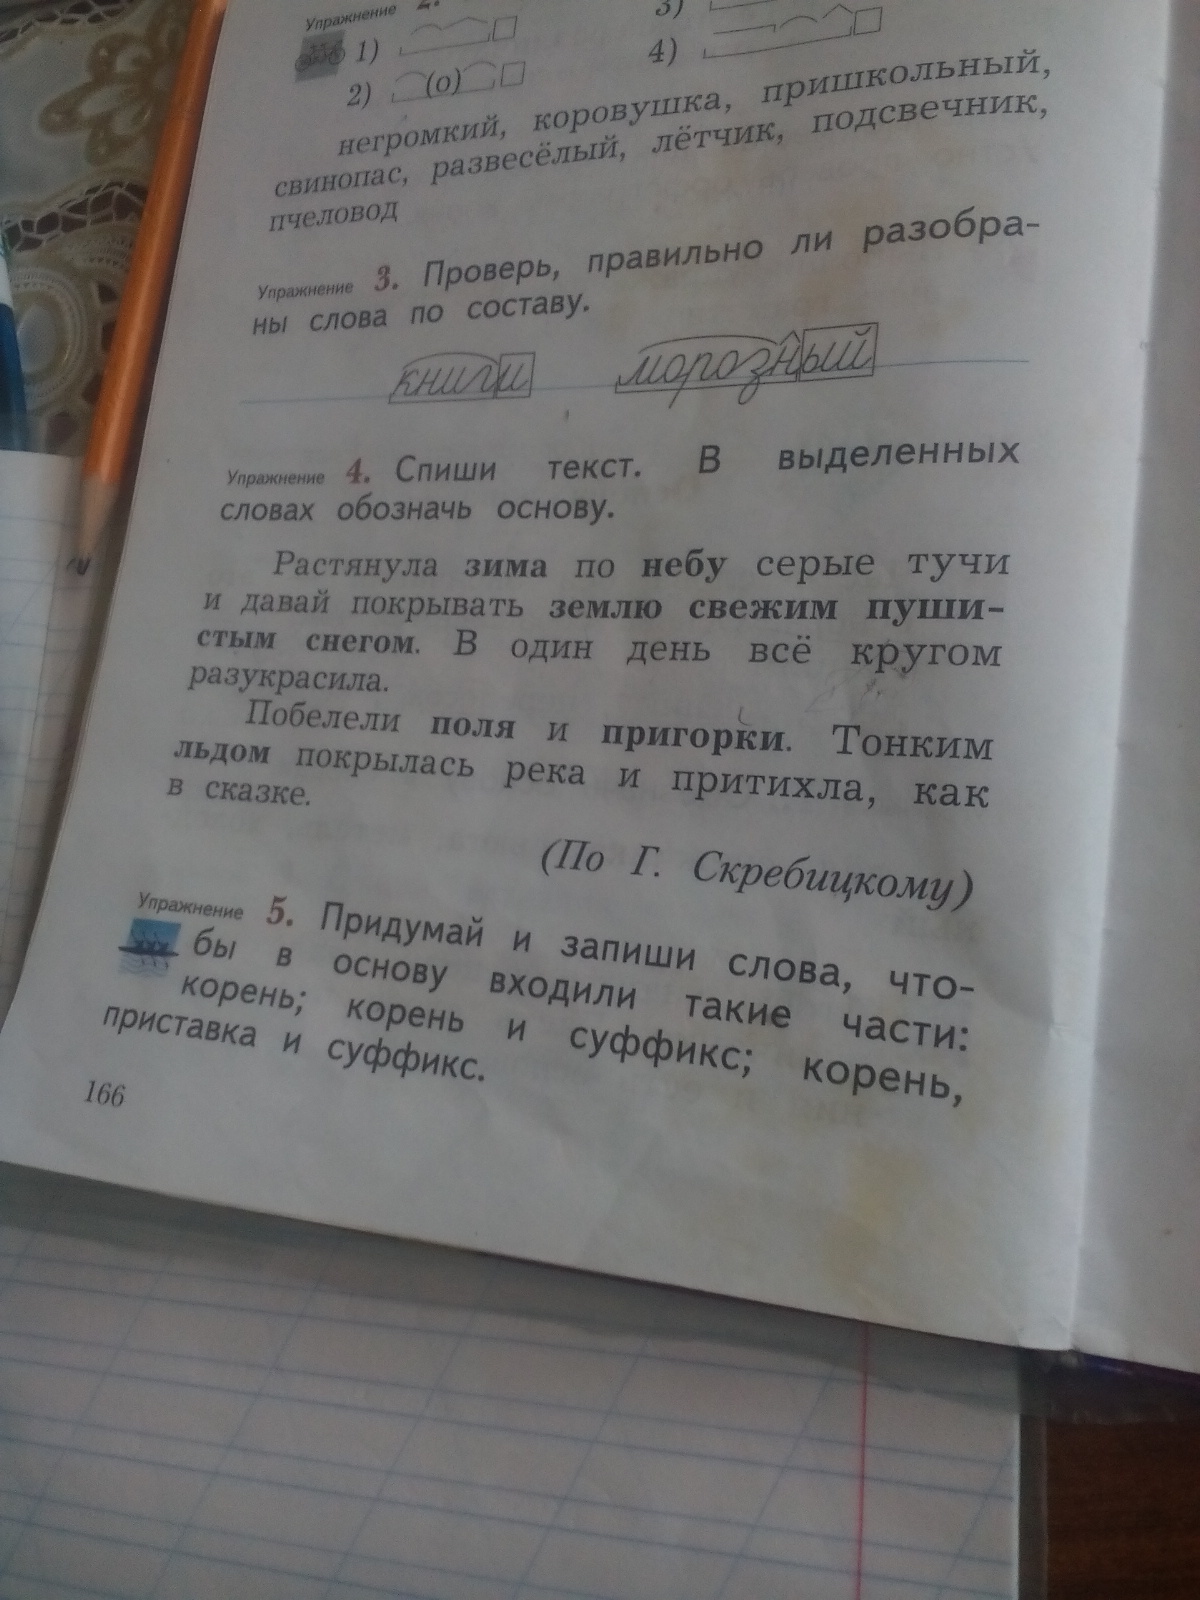 Упражнение 2.
1)
3)
2) (о)
4)
негромкий, коровушка, пришкольный,
свинопас, развесёлый, лётчик, подсвечник,
пчеловод
Упражнение 3. Проверь, правильно ли разобра-
ны слова по составу.
книги морозный
Упражнение 4. Спиши текст. В выделенных
словах обозначь основу.
Растянула зима по небу серые тучи
и давай покрывать землю свежим пуши-
стым снегом. В один день всё кругом
разукрасила.
Побелели поля и пригорки. Тонким
льдом покрылась река и притихла, как
в сказке.
(По Г. Скребицкому)
Упражнение 5. Придумай и запиши слова, что-
бы в основу входили такие части:
корень; корень и суффикс; корень,
приставка и суффикс.
166